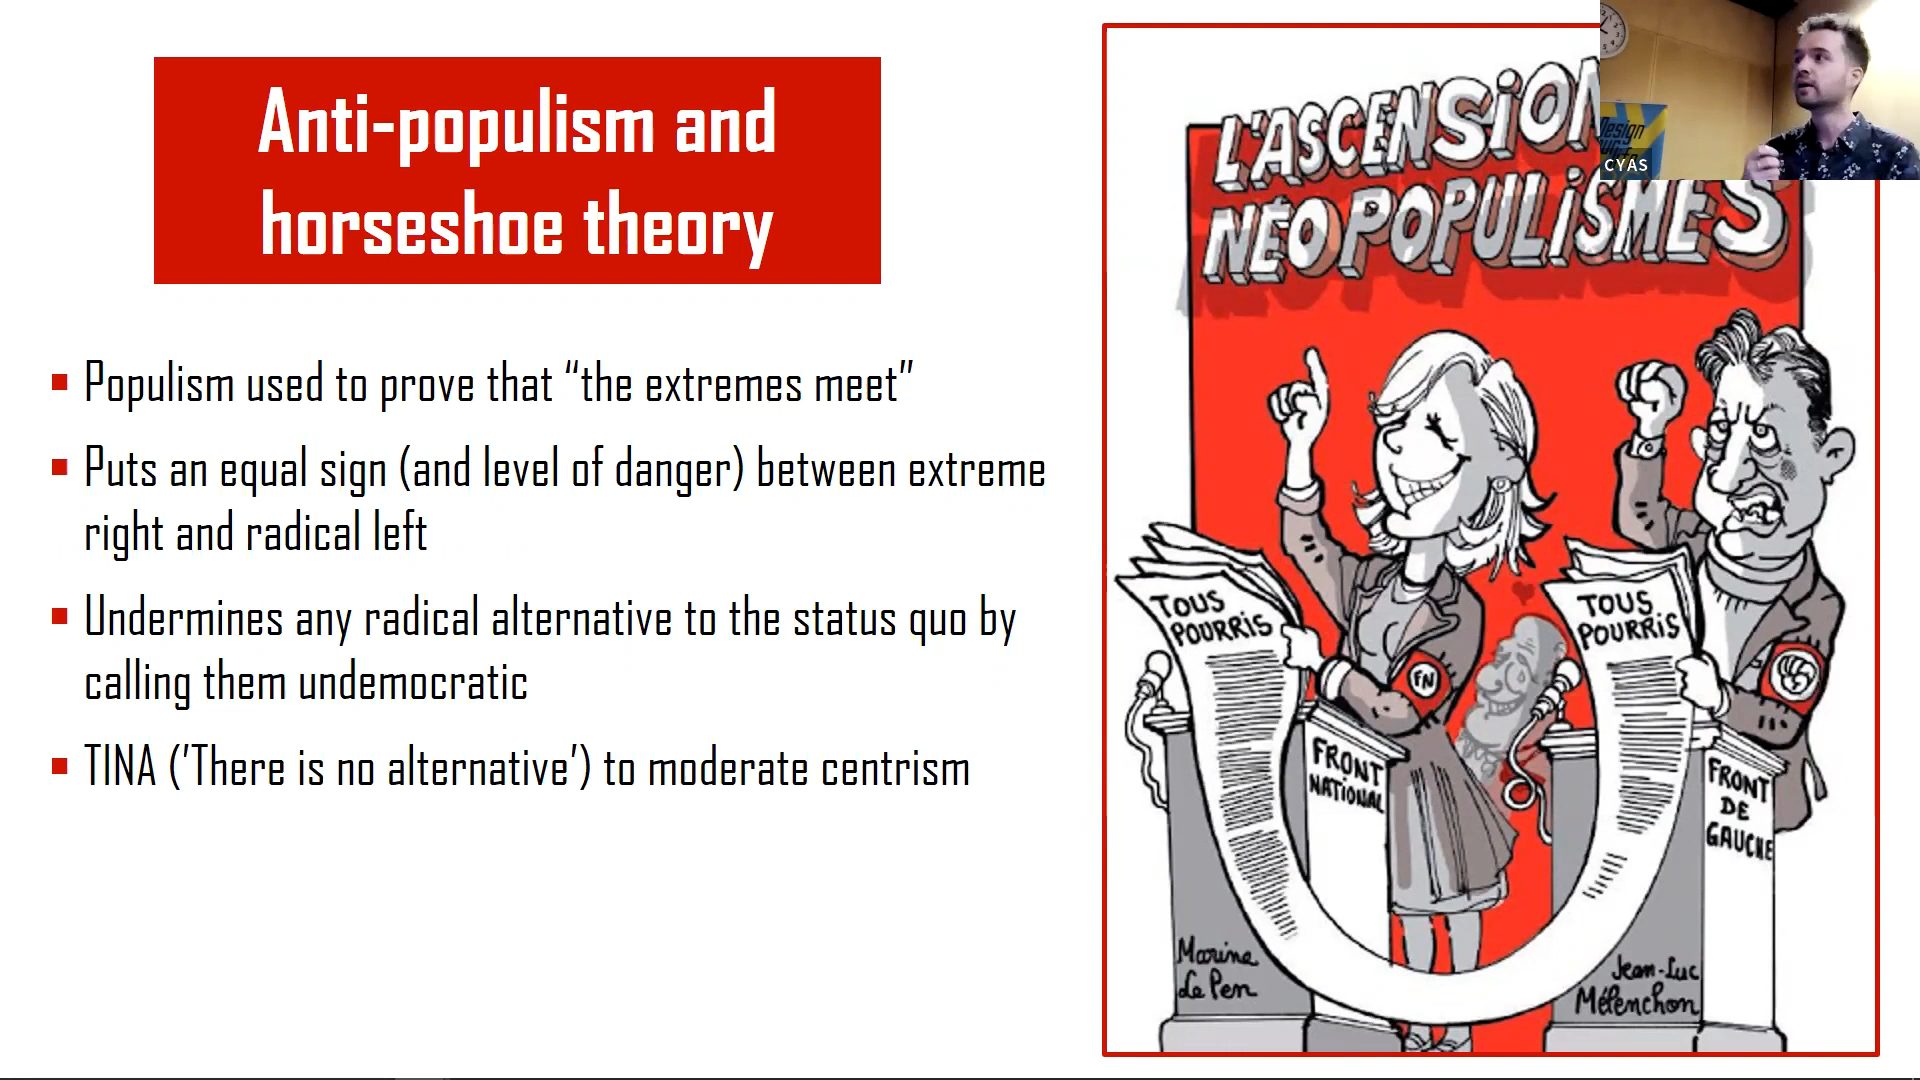 Anti-populism and
horseshoe theory
Populism used to prove that “the extremes meet”
Puts an equal sign (and level of danger) between extreme
right and radical left
Undermines any radical alternative to the status quo by
calling them undemocratic
TINA (’There is no alternative’) to moderate centrism
L'ASCENSION
NÉOPOPULISMES
TOUS
POURRIS
TOUS
POURRIS
FN
FRONT
NATIONAL
FRONT
DE
GAUCHE
Marine
Le Pen
Jean-Luc
Mélenchon
Design
CYAS